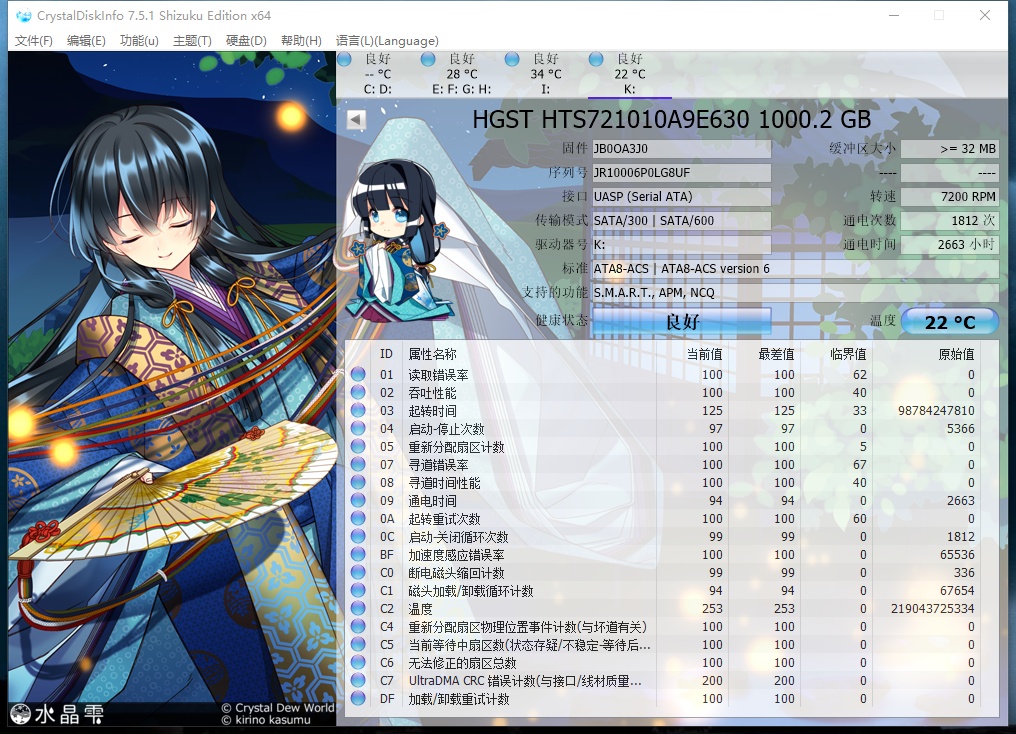 CrystalDiskInfo 7.5.1 Shizuku Edition x64
文件(F) 编辑(E) 功能(u) 主题(T) 硬盘(D) 帮助(H) 语言(L)(Language)
良好 良好 良好 良好
-- °C 28 °C 34 °C 22 °C
C: D: E: F: G: H: I: K:
HGST HTS721010A9E630 1000.2 GB
固件 JB0OA3J0 缓冲区大小 >= 32 MB
序列号 JR10006P0LG8UF ---- ----
接口 UASP (Serial ATA) 转速 7200 RPM
传输模式 SATA/300 | SATA/600 通电次数 1812 次
驱动器号 K: 通电时间 2663 小时
标准 ATA8-ACS | ATA8-ACS version 6
支持的功能 S.M.A.R.T., APM, NCQ
健康状态 良好 温度 22 °C
ID 属性名称 当前值 最差值 临界值 原始值
01 读取错误率 100 100 62 0
02 吞吐性能 100 100 40 0
03 起转时间 125 125 33 98784247810
04 启动-停止次数 97 97 0 5366
05 重新分配扇区计数 100 100 5 0
07 寻道错误率 100 100 67 0
08 寻道时间性能 100 100 40 0
09 通电时间 94 94 0 2663
0A 起转重试次数 100 100 60 0
0C 启动-关闭循环次数 99 99 0 1812
BF 加速度感应错误率 100 100 0 65536
C0 断电磁头缩回计数 99 99 0 336
C1 磁头加载/卸载循环计数 94 94 0 67654
C2 温度 253 253 0 219043725334
C4 重新分配扇区物理位置事件计数(与坏道有关) 100 100 0 0
C5 当前等待中扇区数(状态存疑/不稳定-等待后... 100 100 0 0
C6 无法修正的扇区总数 100 100 0 0
C7 UltraDMA CRC 错误计数(与接口/线材质量... 200 200 0 0
DF 加载/卸载重试计数 100 100 0 0
水晶雫
© Crystal Dew World
© kirino kasumu